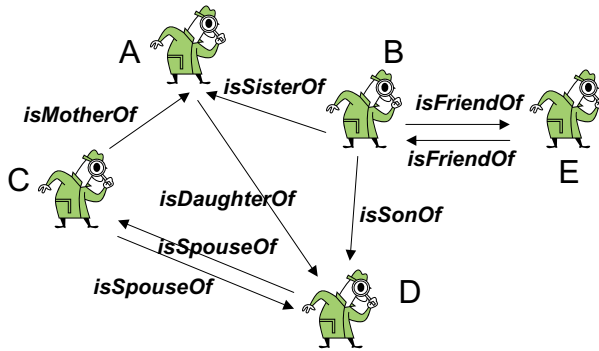 A
B
isSisterOf
isFriendOf
isMotherOf
isFriendOf
E
C
isDaughterOf
isSonOf
isSpouseOf
isSpouseOf
D